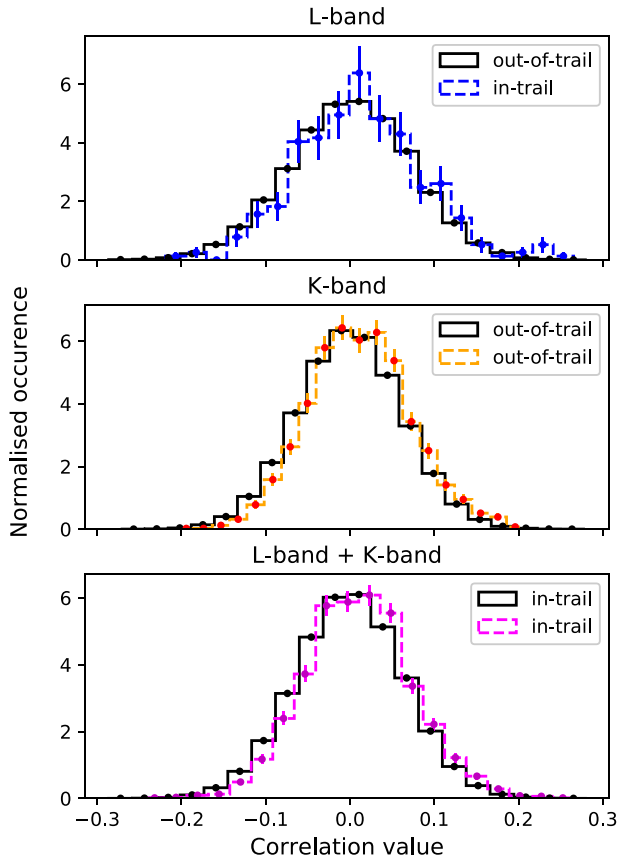 L-band
6
4
2
0
out-of-trail
in-trail
K-band
6
4
2
0
out-of-trail
out-of-trail
Normalised occurence
L-band + K-band
6
4
2
0
in-trail
in-trail
−0.3 −0.2 −0.1 0.0 0.1 0.2 0.3
Correlation value